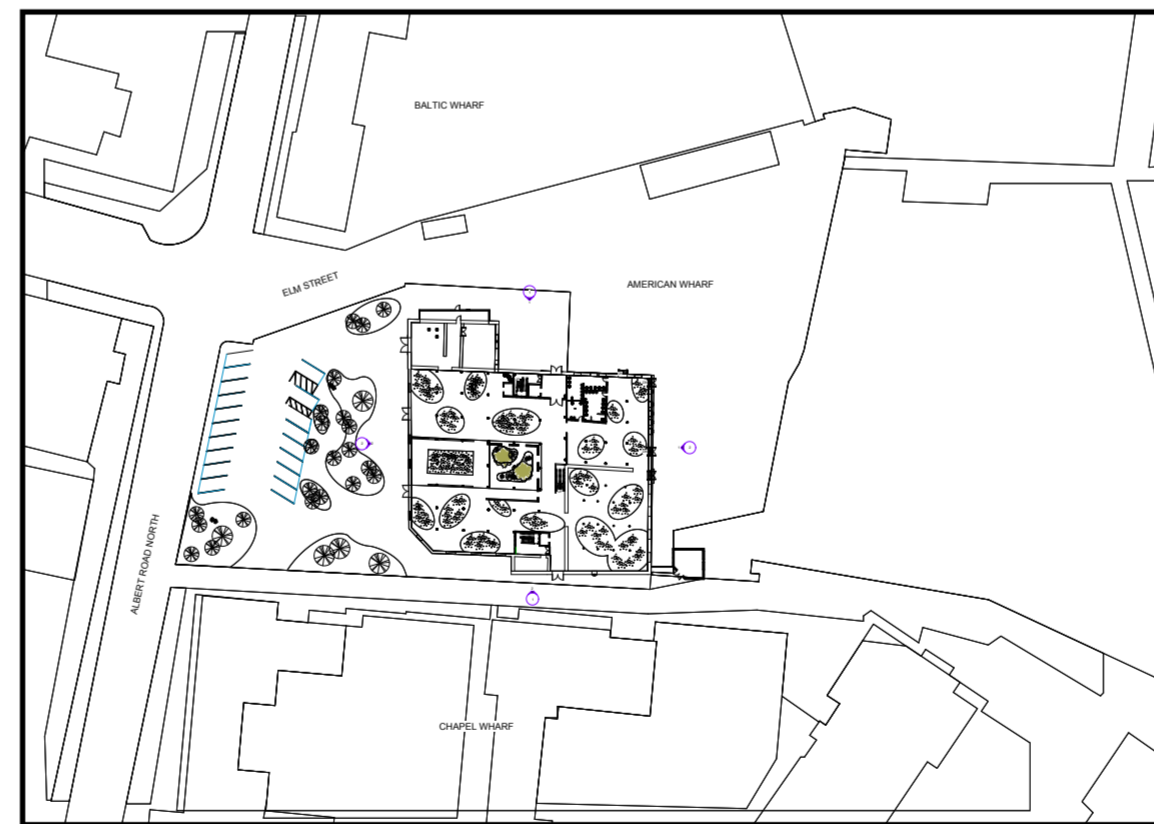 BALTIC WHARF
ELM STREET
AMERICAN WHARF
ALBERT ROAD NORTH
CHAPEL WHARF